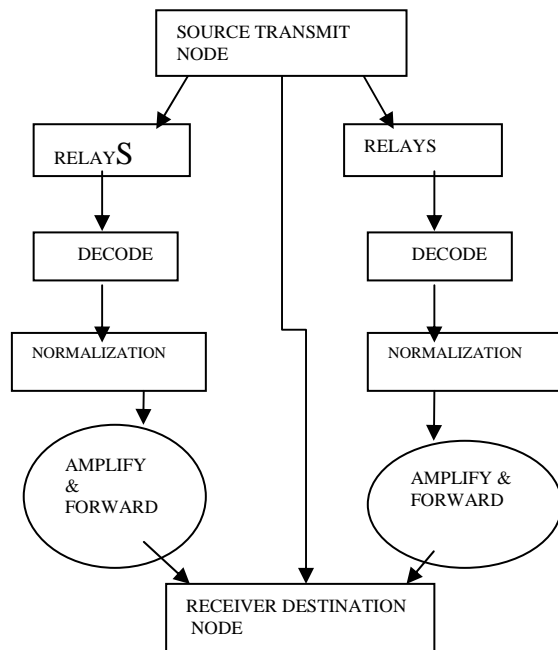 SOURCE TRANSMIT
NODE
RELAYS
RELAYS
DECODE
DECODE
NORMALIZATION
NORMALIZATION
AMPLIFY
&
FORWARD
AMPLIFY &
FORWARD
RECEIVER DESTINATION
NODE